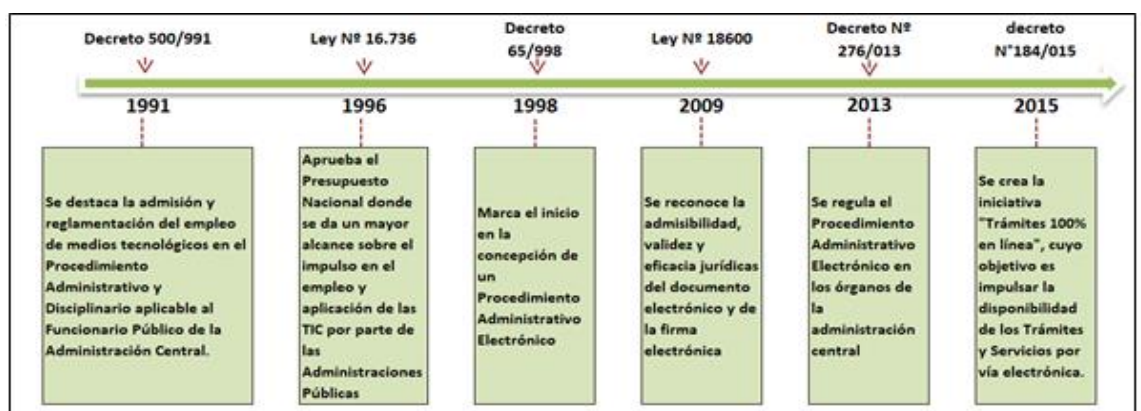 Decreto 500/991
Ley Nº 16.736
Decreto
65/998
Ley Nº 18600
Decreto Nº
276/013
decreto
N°184/015
1991
1996
1998
2009
2013
2015
Se destaca la admisión y
reglamentación del empleo
de medios tecnológicos en el
Procedimiento
Administrativo y
Disciplinario aplicable al
Funcionario Público de la
Administración Central.
Aprueba el
Presupuesto
Nacional donde
se da un mayor
alcance sobre el
impulso en el
empleo y
aplicación de las
TIC por parte de
las
Administraciones
Públicas
Marca el inicio
en la
concepción de
un
Procedimiento
Administrativo
Electrónico
Se reconoce la
admisibilidad,
validez y
eficacia jurídicas
del documento
electrónico y de
la firma
electrónica
Se regula el
Procedimiento
Administrativo
Electrónico en
los órganos de
la
administración
central
Se crea la
iniciativa
"Trámites 100%
en línea", cuyo
objetivo es
impulsar la
disponibilidad
de los Trámites
y Servicios por
vía electrónica.